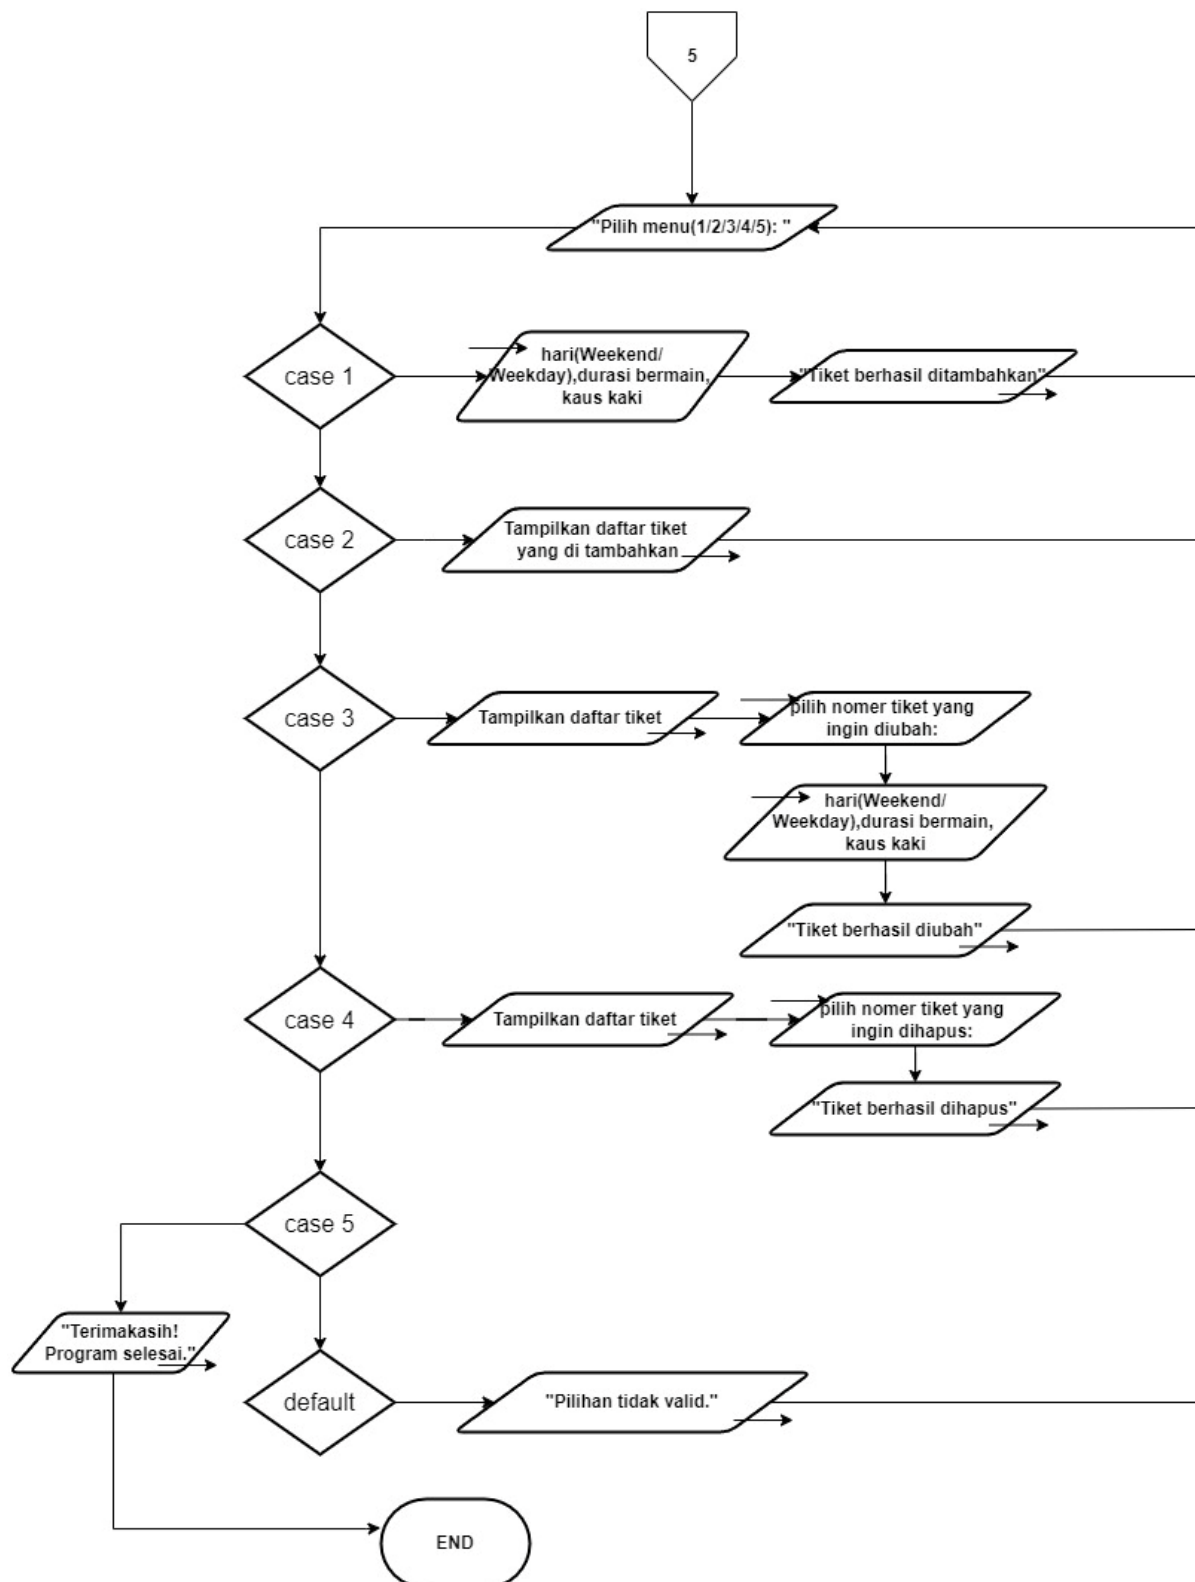 5
"Pilih menu(1/2/3/4/5): "
case 1
hari(Weekend/
Weekday),durasi bermain,
kaus kaki
"Tiket berhasil ditambahkan"
case 2
Tampilkan daftar tiket
yang di tambahkan
case 3
Tampilkan daftar tiket
pilih nomer tiket yang
ingin diubah:
hari(Weekend/
Weekday),durasi bermain,
kaus kaki
"Tiket berhasil diubah"
case 4
Tampilkan daftar tiket
pilih nomer tiket yang
ingin dihapus:
"Tiket berhasil dihapus"
case 5
"Terimakasih!
Program selesai."
default
"Pilihan tidak valid."
END